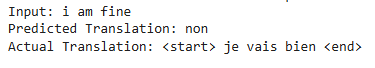 Input: i am fine
Predicted Translation: non
Actual Translation: <start> je vais bien <end>